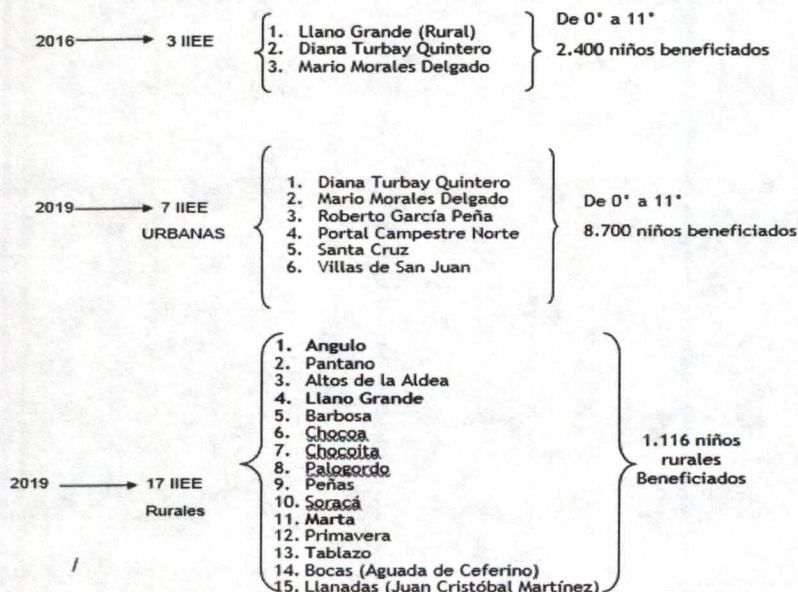 2016 → 3 IIEE
1. Llano Grande (Rural)
2. Diana Turbay Quintero
3. Mario Morales Delgado
De 0° a 11°
2.400 niños beneficiados
2019 → 7 IIEE
URBANAS
1. Diana Turbay Quintero
2. Mario Morales Delgado
3. Roberto García Peña
4. Portal Campestre Norte
5. Santa Cruz
6. Villas de San Juan
De 0° a 11°
8.700 niños beneficiados
2019 → 17 IIEE
Rurales
1. Angulo
2. Pantano
3. Altos de la Aldea
4. Llano Grande
5. Barbosa
6. Chocoa
7. Chocoita
8. Palogordo
9. Peñas
10. Soracá
11. Marta
12. Primavera
13. Tablazo
14. Bocas (Aguada de Ceferino)
15. Llanadas (Juan Cristóbal Martínez)
1.116 niños
rurales
Beneficiados